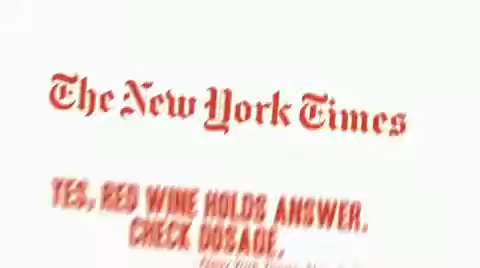 The New York Times
YES, RED WINE HOLDS ANSWER.
CHECK DOSAGE.